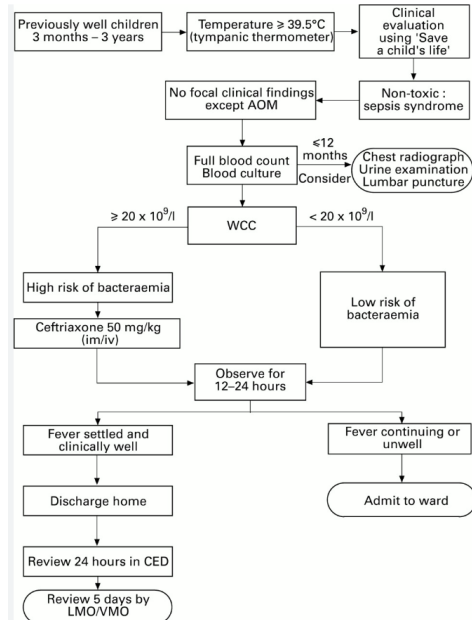 Previously well children
3 months – 3 years
Temperature ≥ 39.5°C
(tympanic thermometer)
Clinical
evaluation
using 'Save
a child's life'
Non-toxic :
sepsis syndrome
No focal clinical findings
except AOM
Full blood count
Blood culture
⩽12
months
Consider
Chest radiograph
Urine examination
Lumbar puncture
≥ 20 x 10⁹/l
WCC
< 20 x 10⁹/l
High risk of bacteraemia
Ceftriaxone 50 mg/kg
(im/iv)
Low risk of
bacteraemia
Observe for
12–24 hours
Fever settled and
clinically well
Fever continuing or
unwell
Discharge home
Admit to ward
Review 24 hours in CED
Review 5 days by
LMO/VMO